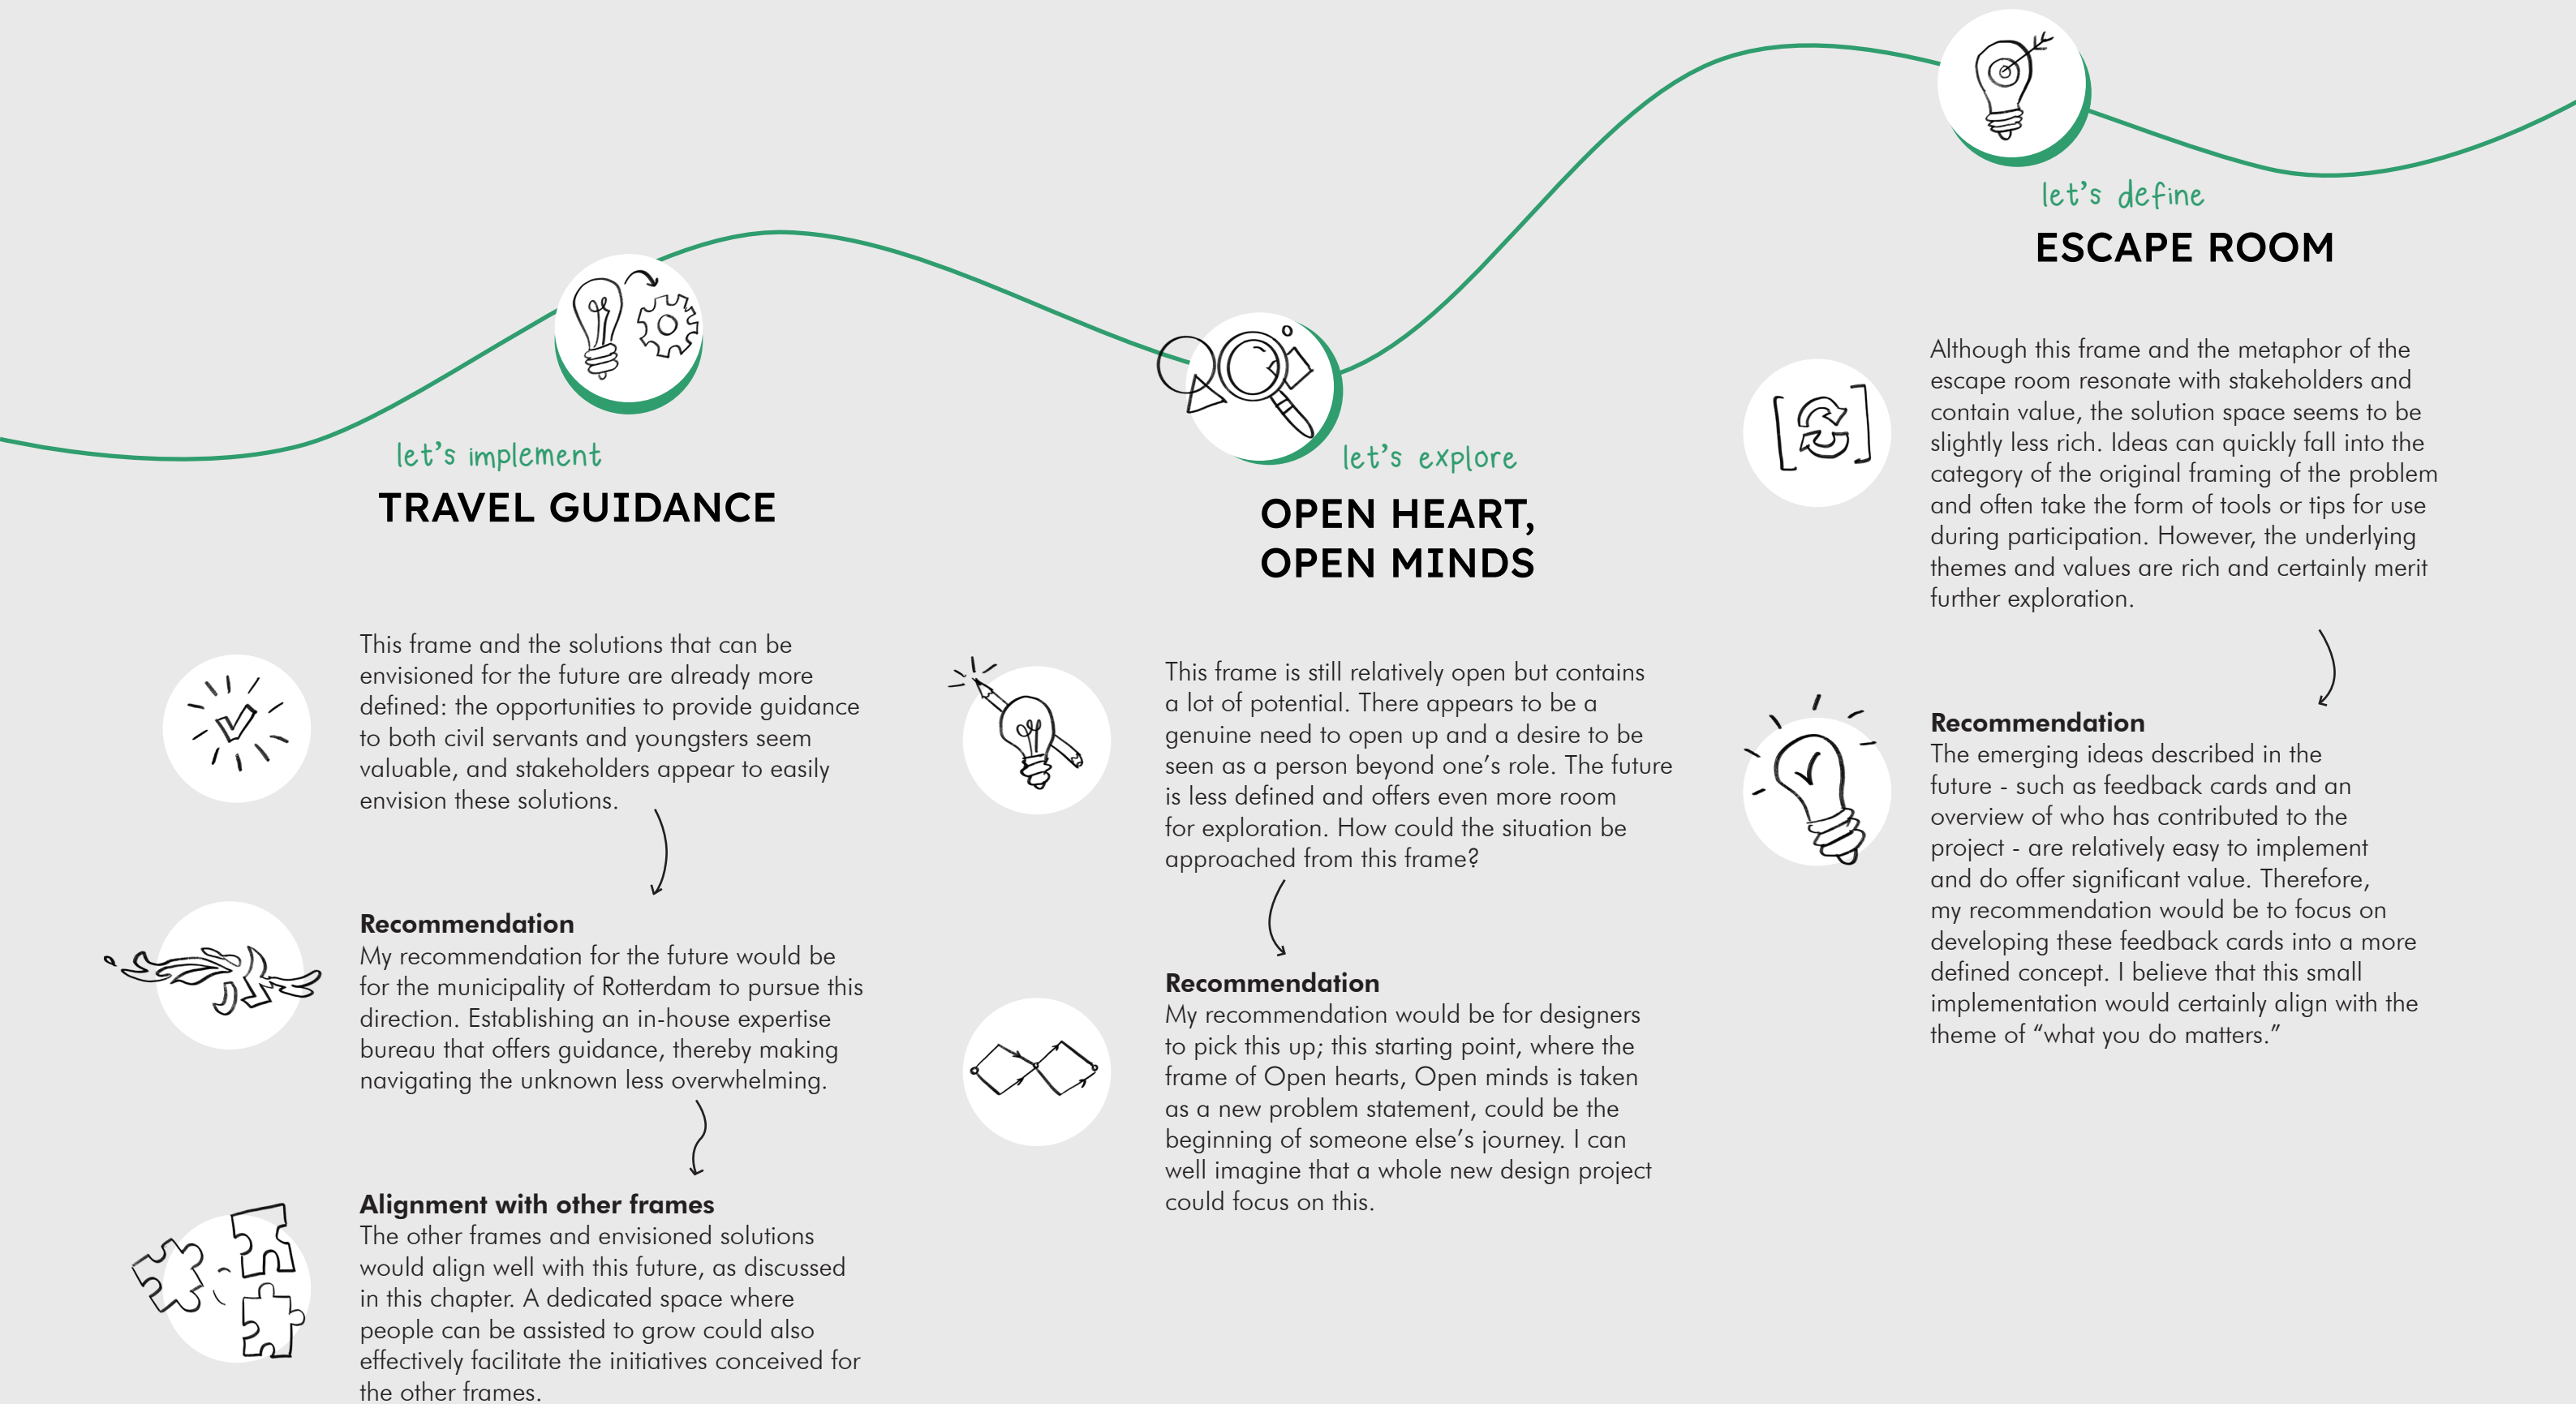 let's implement
TRAVEL GUIDANCE
This frame and the solutions that can be
envisioned for the future are already more
defined: the opportunities to provide guidance
to both civil servants and youngsters seem
valuable, and stakeholders appear to easily
envision these solutions.
Recommendation
My recommendation for the future would be
for the municipality of Rotterdam to pursue this
direction. Establishing an in-house expertise
bureau that offers guidance, thereby making
navigating the unknown less overwhelming.
Alignment with other frames
The other frames and envisioned solutions
would align well with this future, as discussed
in this chapter. A dedicated space where
people can be assisted to grow could also
effectively facilitate the initiatives conceived for
the other frames.
let's explore
OPEN HEART,
OPEN MINDS
This frame is still relatively open but contains
a lot of potential. There appears to be a
genuine need to open up and a desire to be
seen as a person beyond one's role. The future
is less defined and offers even more room
for exploration. How could the situation be
approached from this frame?
Recommendation
My recommendation would be for designers
to pick this up; this starting point, where the
frame of Open hearts, Open minds is taken
as a new problem statement, could be the
beginning of someone else's journey. I can
well imagine that a whole new design project
could focus on this.
let's define
ESCAPE ROOM
Although this frame and the metaphor of the
escape room resonate with stakeholders and
contain value, the solution space seems to be
slightly less rich. Ideas can quickly fall into the
category of the original framing of the problem
and often take the form of tools or tips for use
during participation. However, the underlying
themes and values are rich and certainly merit
further exploration.
Recommendation
The emerging ideas described in the
future - such as feedback cards and an
overview of who has contributed to the
project - are relatively easy to implement
and do offer significant value. Therefore,
my recommendation would be to focus on
developing these feedback cards into a more
defined concept. I believe that this small
implementation would certainly align with the
theme of “what you do matters.”